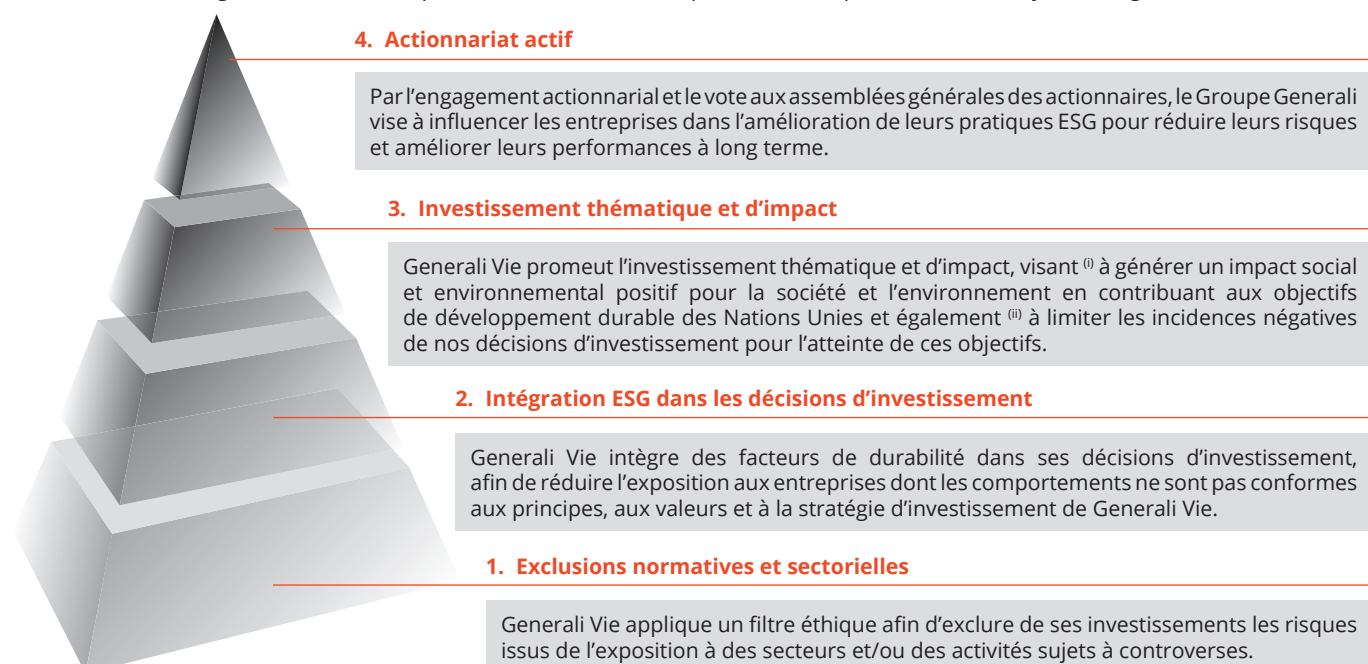 4. Actionnariat actif
Par l’engagement actionnarial et le vote aux assemblées générales des actionnaires, le Groupe Generali
vise à influencer les entreprises dans l’amélioration de leurs pratiques ESG pour réduire leurs risques
et améliorer leurs performances à long terme.
3. Investissement thématique et d’impact
Generali Vie promeut l’investissement thématique et d’impact, visant (i) à générer un impact social
et environnemental positif pour la société et l’environnement en contribuant aux objectifs
de développement durable des Nations Unies et également (ii) à limiter les incidences négatives
de nos décisions d’investissement pour l’atteinte de ces objectifs.
2. Intégration ESG dans les décisions d’investissement
Generali Vie intègre des facteurs de durabilité dans ses décisions d’investissement,
afin de réduire l’exposition aux entreprises dont les comportements ne sont pas conformes
aux principes, aux valeurs et à la stratégie d’investissement de Generali Vie.
1. Exclusions normatives et sectorielles
Generali Vie applique un filtre éthique afin d’exclure de ses investissements les risques
issus de l’exposition à des secteurs et/ou des activités sujets à controverses.